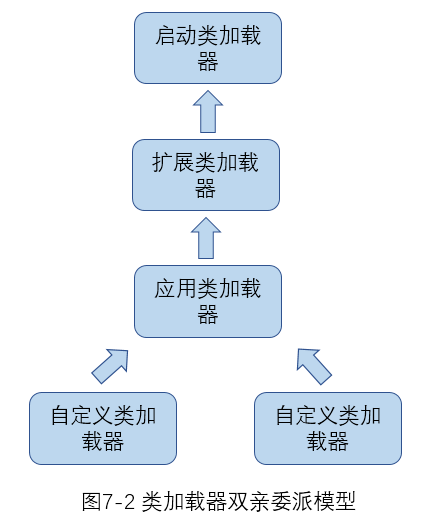 启动类加载
器
扩展类加载
器
应用类加载
器
自定义类加
载器
自定义类加
载器
图7-2 类加载器双亲委派模型